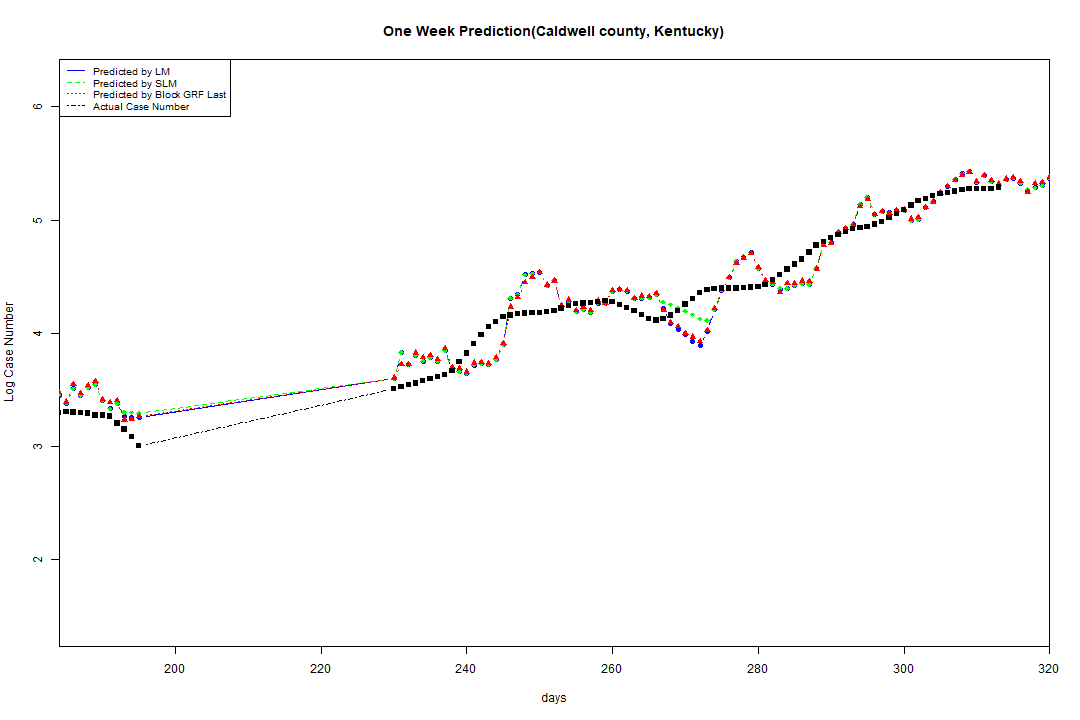 One Week Prediction(Caldwell county, Kentucky)
Predicted by LM
Predicted by SLM
Predicted by Block GRF Last
Actual Case Number
6
5
4
3
2
Log Case Number
200 220 240 260 280 300 320
days